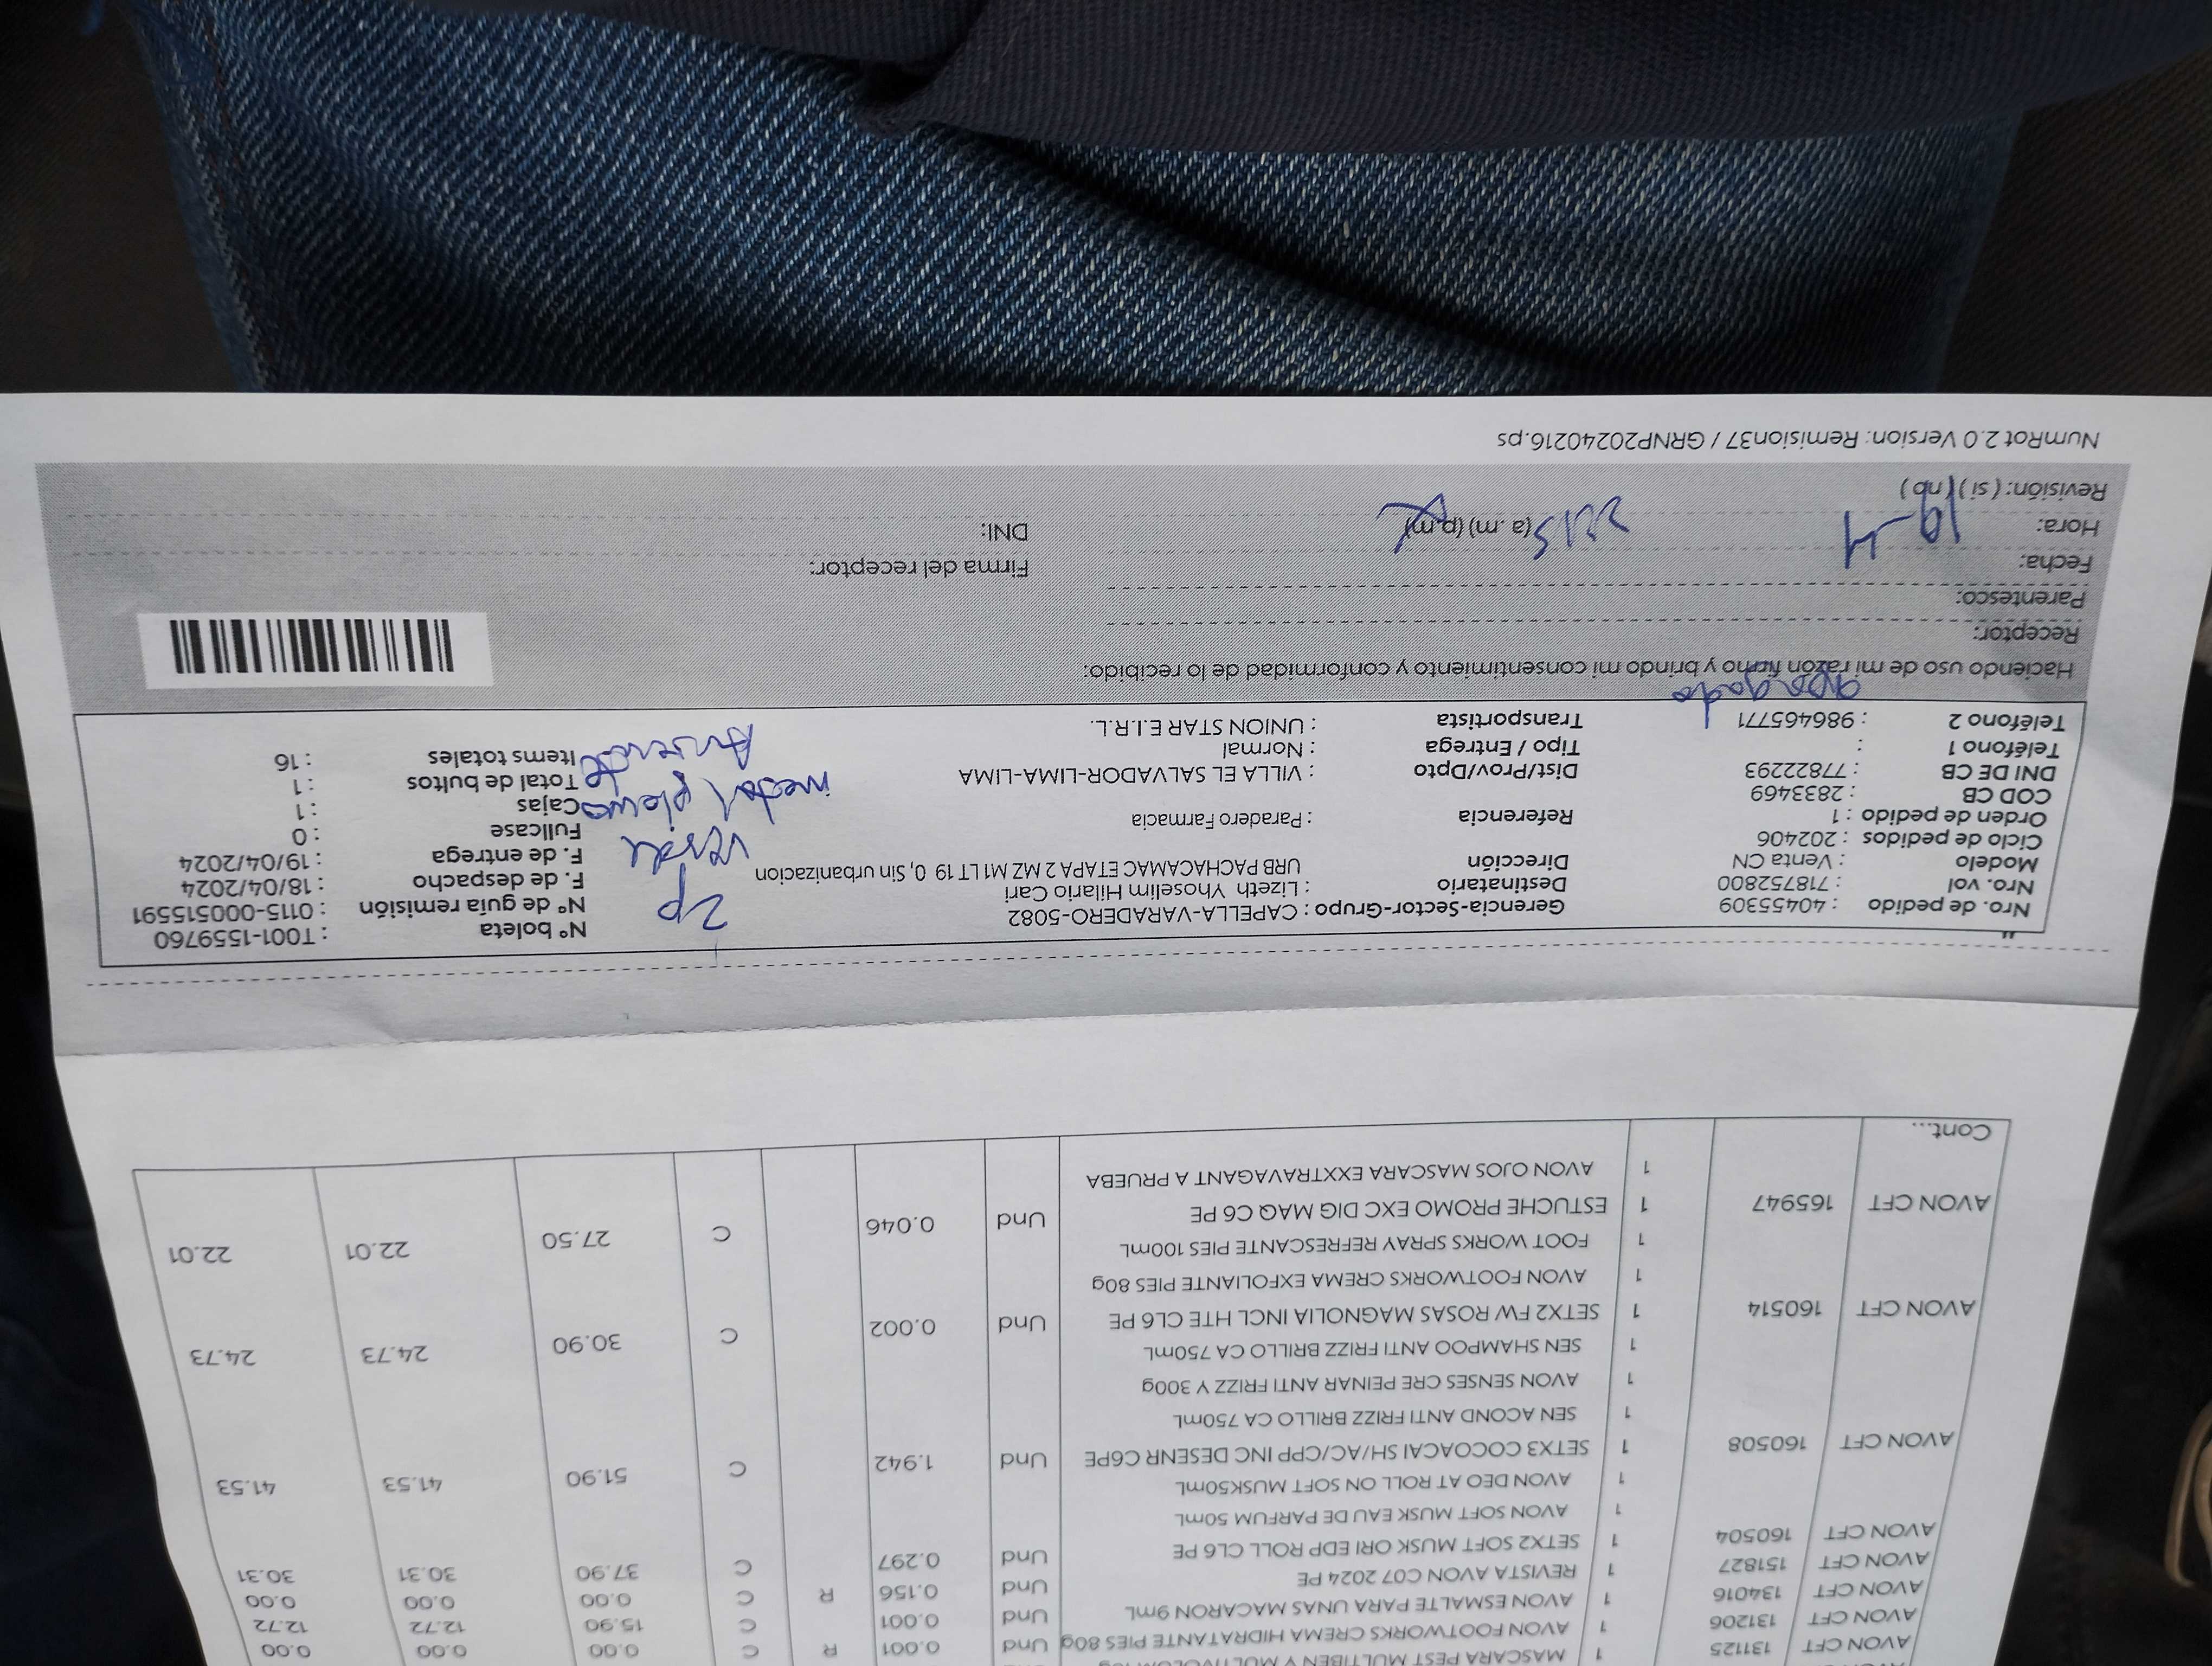 AVON CFT 131125 1 MASCARA PEST MULTIBEN Y
AVON CFT 131206 1 AVON FOOTWORKS CREMA HIDRATANTE PIES 80g Und 0.001 R C 0.00 0.00 0.00
AVON CFT 134016 1 AVON ESMALTE PARA UNAS MACARON 9mL Und 0.001 C 15.90 12.72 12.72
AVON CFT 151827 1 REVISTA AVON C07 2024 PE Und 0.156 R C 0.00 0.00 0.00
AVON CFT 160504 1 SETX2 SOFT MUSK ORI EDP ROLL CL6 PE Und 0.297 C 37.90 30.31 30.31
1 AVON SOFT MUSK EAU DE PARFUM 50mL
1 AVON DEO AT ROLL ON SOFT MUSK50mL
AVON CFT 160508 1 SETX3 COCOACAI SH/AC/CPP INC DESENR C6PE Und 1.942 C 51.90 41.53 41.53
1 SEN ACOND ANTI FRIZZ BRILLO CA 750mL
1 AVON SENSES CRE PEINAR ANTI FRIZZ Y 300g
1 SEN SHAMPOO ANTI FRIZZ BRILLO CA 750mL
AVON CFT 160514 1 SETX2 FW ROSAS MAGNOLIA INCL HTE CL6 PE Und 0.002 C 30.90 24.73 24.73
1 AVON FOOTWORKS CREMA EXFOLIANTE PIES 80g
1 FOOT WORKS SPRAY REFRESCANTE PIES 100mL
AVON CFT 165947 1 ESTUCHE PROMO EXC DIG MAQ C6 PE Und 0.046 C 27.50 22.01 22.01
1 AVON OJOS MASCARA EXXTRAVAGANT A PRUEBA
Cont...
Nro. de pedido : 40455309 Gerencia-Sector-Grupo : CAPELLA-VARADERO-5082 2p Nº boleta : T001-1559760
Nro. vol : 718752800 Destinatario : Lizeth Yhoselim Hilario Cari Nº de guía remisión : 0115-000515591
Modelo : Venta CN Dirección URB PACHACAMAC ETAPA 2 MZ M1 LT 19 0, Sin urbanizacion verde F. de despacho : 18/04/2024
Ciclo de pedidos : 202406 F. de entrega : 19/04/2024
Orden de pedido : 1 Referencia : Paradero Farmacia Fullcase : 0
COD CB : 2833469 metal plomo Cajas : 1
DNI DE CB : 77822293 Dist/Prov/Dpto : VILLA EL SALVADOR-LIMA-LIMA Total de bultos : 1
Teléfono 1 : Tipo / Entrega : Normal Ausente Items totales : 16
Teléfono 2 : 986465771 Transportista : UNION STAR E.I.R.L.
apagado
Haciendo uso de mi razón firmo y brindo mi consentimiento y conformidad de lo recibido:
Receptor:
Parentesco:
Fecha: 19-4 Firma del receptor:
Hora: (a. m) (p.m) DNI:
Revisión: ( si ) ( no )
NumRot 2.0 Version: Remision37 / GRNP20240216.ps